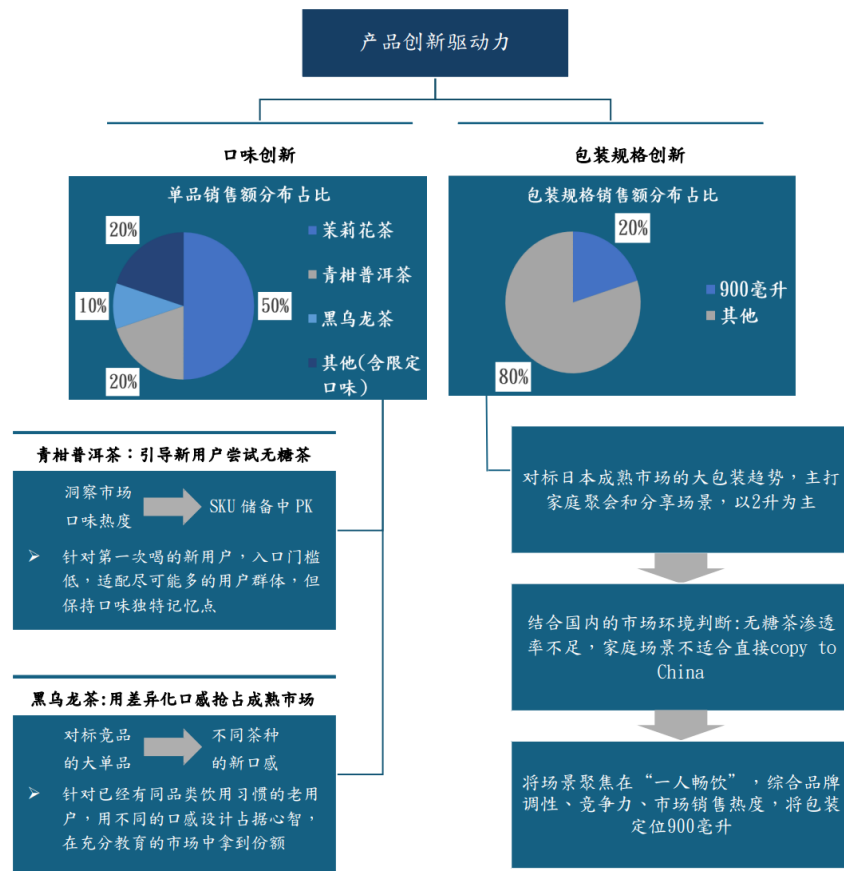 产品创新驱动力
口味创新
单品销售额分布占比
20%
10%
20%
50%
茉莉花茶
青柑普洱茶
黑乌龙茶
其他(含限定
口味)
包装规格创新
包装规格销售额分布占比
20%
80%
900毫升
其他
青柑普洱茶：引导新用户尝试无糖茶
洞察市场
口味热度
SKU 储备中 PK
➢ 针对第一次喝的新用户，入口门槛
低，适配尽可能多的用户群体，但
保持口味独特记忆点
黑乌龙茶:用差异化口感抢占成熟市场
对标竞品
的大单品
不同茶种
的新口感
➢ 针对已经有同品类饮用习惯的老用
户，用不同的口感设计占据心智，
在充分教育的市场中拿到份额
对标日本成熟市场的大包装趋势，主打
家庭聚会和分享场景，以2升为主
结合国内的市场环境判断:无糖茶渗透
率不足，家庭场景不适合直接copy to
China
将场景聚焦在“一人畅饮”，综合品牌
调性、竞争力、市场销售热度，将包装
定位900毫升